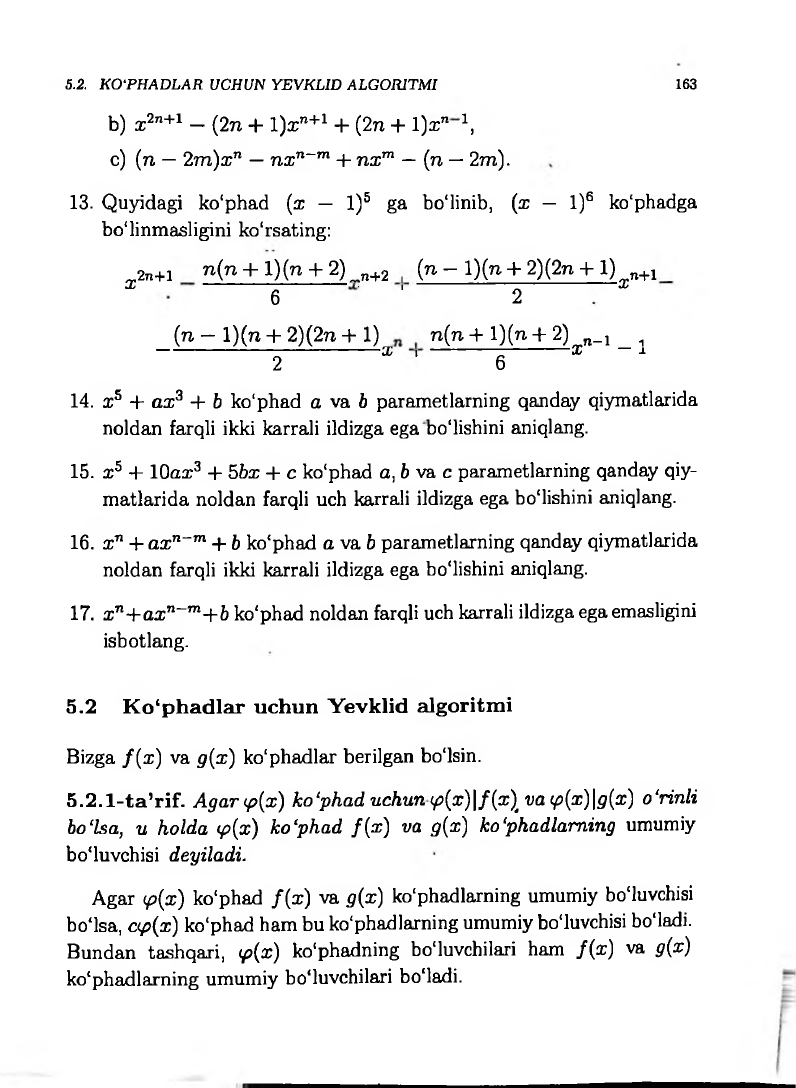 5.2. KO‘PHADLAR UCHUN YEVKLID ALGORITMI 163
b) x^{2n+1} − (2n + 1)x^{n+1} + (2n + 1)x^{n−1},
c) (n − 2m)x^n − nx^{n−m} + nx^m − (n − 2m).
13. Quyidagi ko‘phad (x − 1)^5 ga bo‘linib, (x − 1)^6 ko‘phadga
bo‘linmasligini ko‘rsating:
x^{2n+1} − \frac{n(n + 1)(n + 2)}{6}x^{n+2} + \frac{(n − 1)(n + 2)(2n + 1)}{2}x^{n+1} −
− \frac{(n − 1)(n + 2)(2n + 1)}{2}x^n + \frac{n(n + 1)(n + 2)}{6}x^{n−1} − 1
14. x^5 + ax^3 + b ko‘phad a va b parametlarning qanday qiymatlarida
noldan farqli ikki karrali ildizga ega bo‘lishini aniqlang.
15. x^5 + 10ax^3 + 5bx + c ko‘phad a, b va c parametlarning qanday qiy-
matlarida noldan farqli uch karrali ildizga ega bo‘lishini aniqlang.
16. x^n + ax^{n−m} + b ko‘phad a va b parametlarning qanday qiymatlarida
noldan farqli ikki karrali ildizga ega bo‘lishini aniqlang.
17. x^n+ax^{n−m}+b ko‘phad noldan farqli uch karrali ildizga ega emasligini
isbotlang.
5.2 Ko‘phadlar uchun Yevklid algoritmi
Bizga f(x) va g(x) ko‘phadlar berilgan bo‘lsin.
5.2.1-ta’rif. Agar φ(x) ko‘phad uchun φ(x)|f(x) va φ(x)|g(x) o‘rinli
bo‘lsa, u holda φ(x) ko‘phad f(x) va g(x) ko‘phadlarning umumiy
bo‘luvchisi deyiladi.
Agar φ(x) ko‘phad f(x) va g(x) ko‘phadlarning umumiy bo‘luvchisi
bo‘lsa, cφ(x) ko‘phad ham bu ko‘phadlarning umumiy bo‘luvchisi bo‘ladi.
Bundan tashqari, φ(x) ko‘phadning bo‘luvchilari ham f(x) va g(x)
ko‘phadlarning umumiy bo‘luvchilari bo‘ladi.